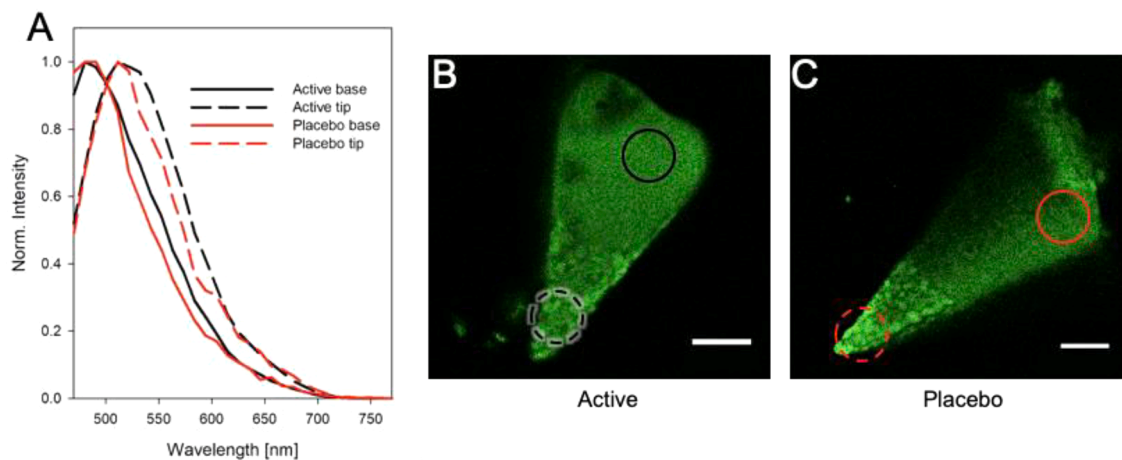 A
1.0
0.8
0.6
0.4
0.2
0.0
Norm. Intensity
500 550 600 650 700 750
Wavelength [nm]
Active base
Active tip
Placebo base
Placebo tip
B
Active
C
Placebo